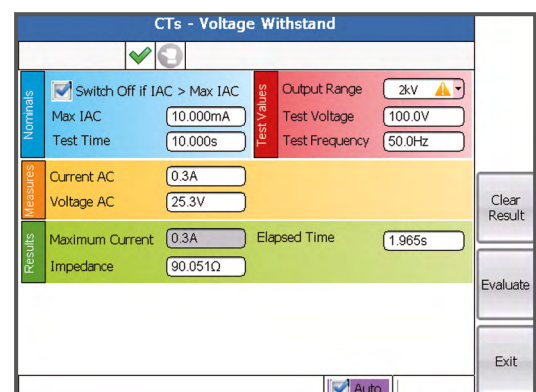 CTs - Voltage Withstand
Nominals
Switch Off if IAC > Max IAC
Max IAC 10.000mA
Test Time 10.000s
Test Values
Output Range 2kV
Test Voltage 100.0V
Test Frequency 50.0Hz
Measures
Current AC 0.3A
Voltage AC 25.3V
Results
Maximum Current 0.3A Elapsed Time 1.965s
Impedance 90.051Ω
Clear Result
Evaluate
Exit
Auto